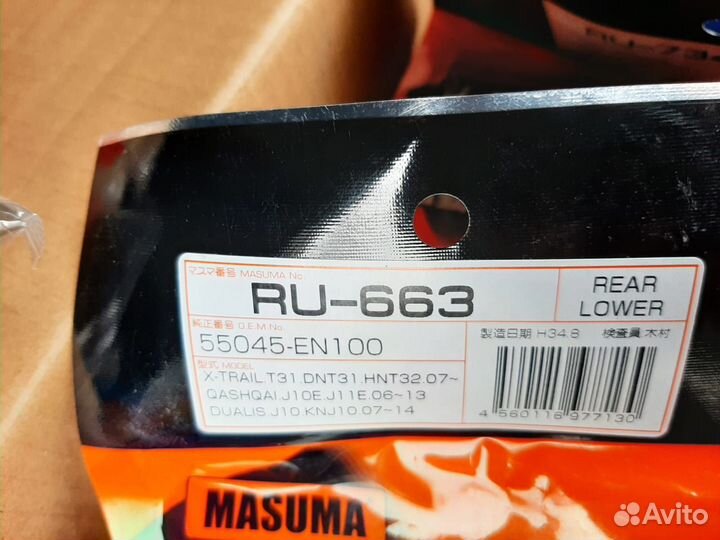 RU-73
マスマ番号 MASUMA No.
RU-663
REAR
LOWER
純正番号 O.E.M No.
55045-EN100
製造日期 H34.8 検査員 木村
型式 MODEL
X-TRAIL.T31.DNT31.HNT32.07~
QASHQAI.J10E.J11E.06~13
DUALIS.J10.KNJ10.07~14
4 560116 977130
MASUMA
Avito